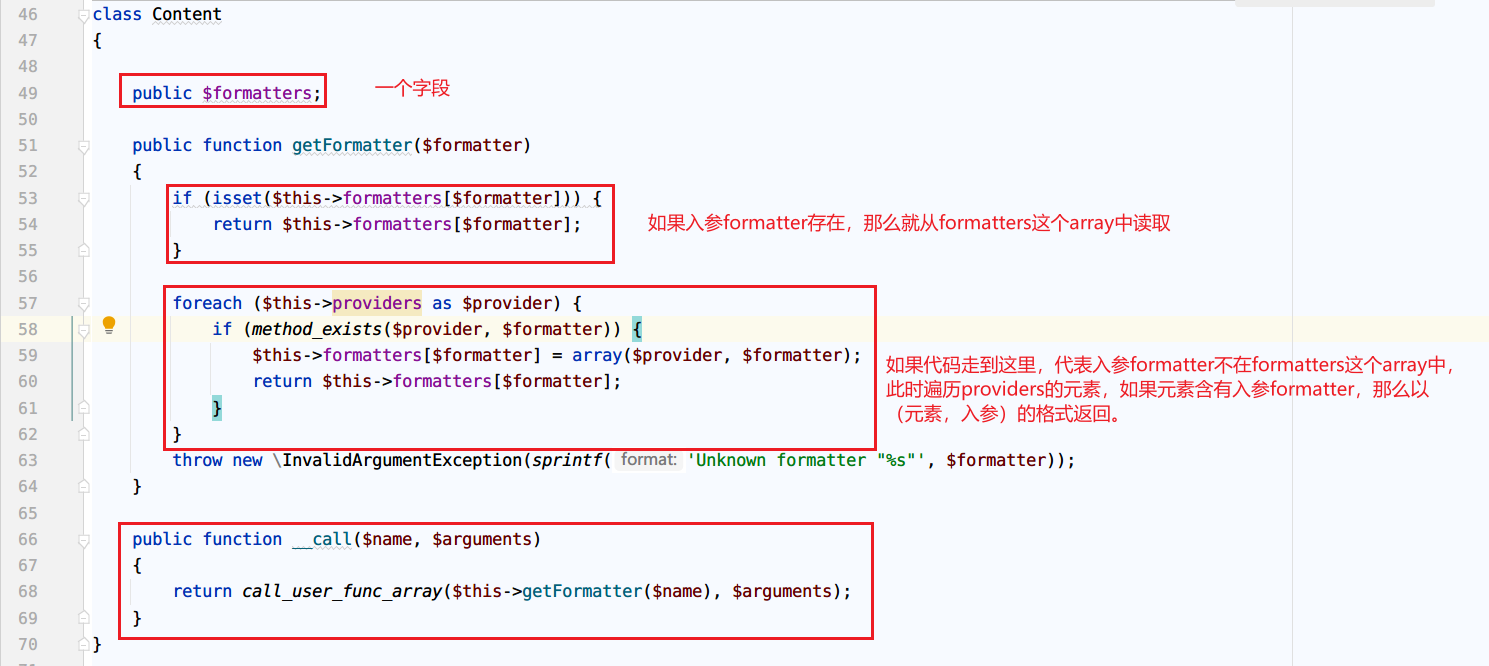 46 class Content
47 {
48
49 public $formatters; 一个字段
50
51 public function getFormatter($formatter)
52 {
53 if (isset($this->formatters[$formatter])) {
54 return $this->formatters[$formatter]; 如果入参formatter存在，那么就从formatters这个array中读取
55 }
56
57 foreach ($this->providers as $provider) {
58 if (method_exists($provider, $formatter)) {
59 $this->formatters[$formatter] = array($provider, $formatter);
如果代码走到这里，代表入参formatter不在formatters这个array中，
60 return $this->formatters[$formatter];
此时遍历providers的元素，如果元素含有入参formatter，那么以
61 }
（元素，入参）的格式返回。
62 }
63 throw new \InvalidArgumentException(sprintf( format: 'Unknown formatter "%s"', $formatter));
64 }
65
66 public function __call($name, $arguments)
67 {
68 return call_user_func_array($this->getFormatter($name), $arguments);
69 }
70 }